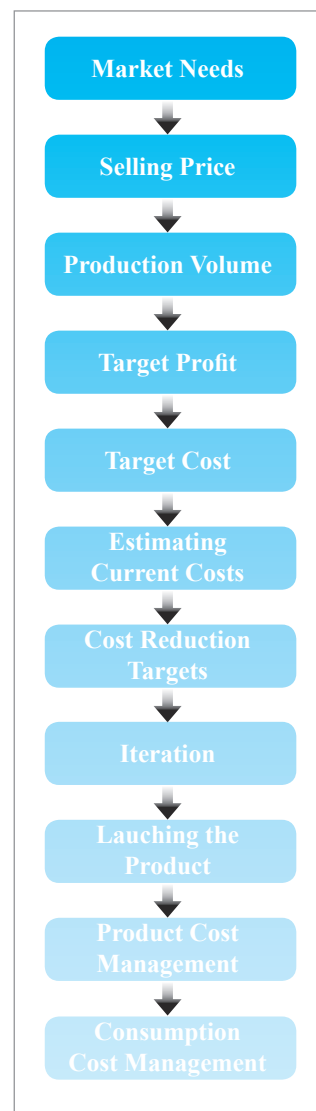 Market Needs
Selling Price
Production Volume
Target Profit
Target Cost
Estimating
Current Costs
Cost Reduction
Targets
Iteration
Lauching the
Product
Product Cost
Management
Consumption
Cost Management